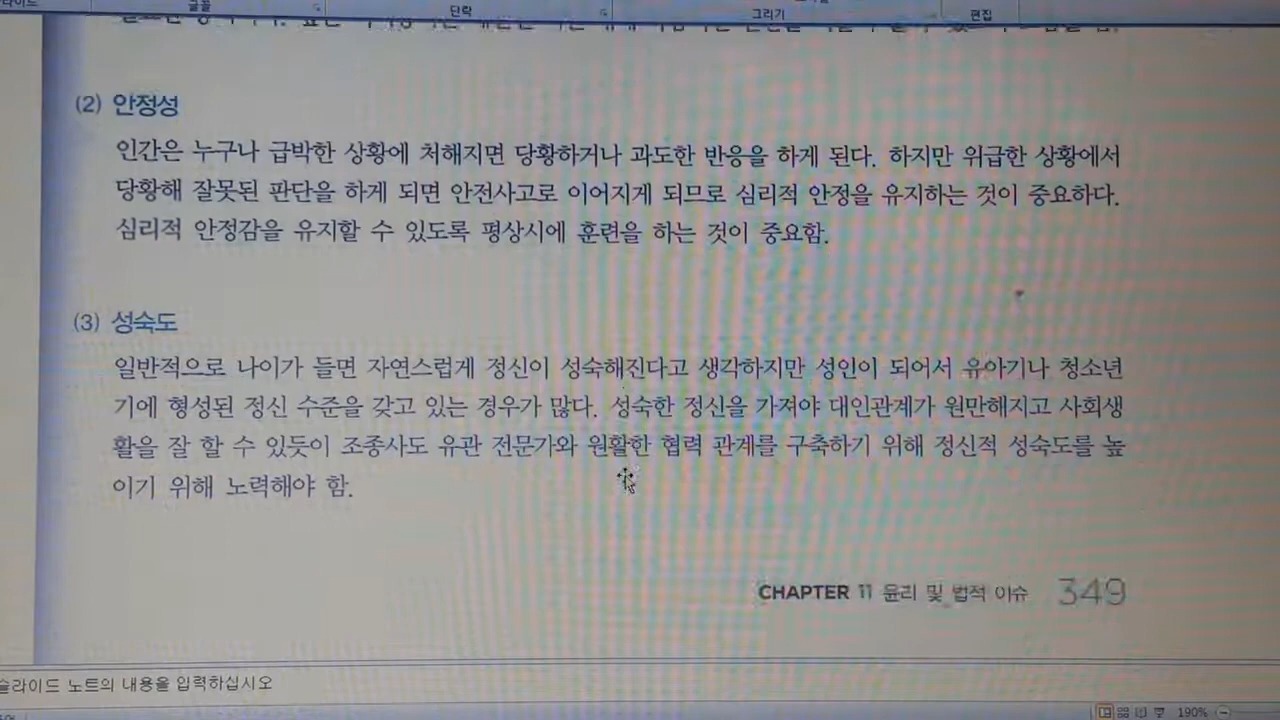 글꼴
단락
그리기
편집
(2) 안정성
인간은 누구나 급박한 상황에 처해지면 당황하거나 과도한 반응을 하게 된다. 하지만 위급한 상황에서
당황해 잘못된 판단을 하게 되면 안전사고로 이어지게 되므로 심리적 안정을 유지하는 것이 중요하다.
심리적 안정감을 유지할 수 있도록 평상시에 훈련을 하는 것이 중요함.
(3) 성숙도
일반적으로 나이가 들면 자연스럽게 정신이 성숙해진다고 생각하지만 성인이 되어서 유아기나 청소년
기에 형성된 정신 수준을 갖고 있는 경우가 많다. 성숙한 정신을 가져야 대인관계가 원만해지고 사회생
활을 잘 할 수 있듯이 조종사도 유관 전문가와 원활한 협력 관계를 구축하기 위해 정신적 성숙도를 높
이기 위해 노력해야 함.
CHAPTER 11 윤리 및 법적 이슈 349
슬라이드 노트의 내용을 입력하십시오
190%